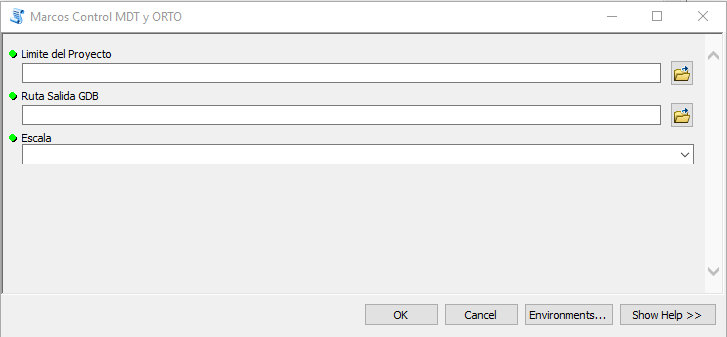 Marcos Control MDT y ORTO
Limite del Proyecto
Ruta Salida GDB
Escala
OK Cancel Environments... Show Help >>